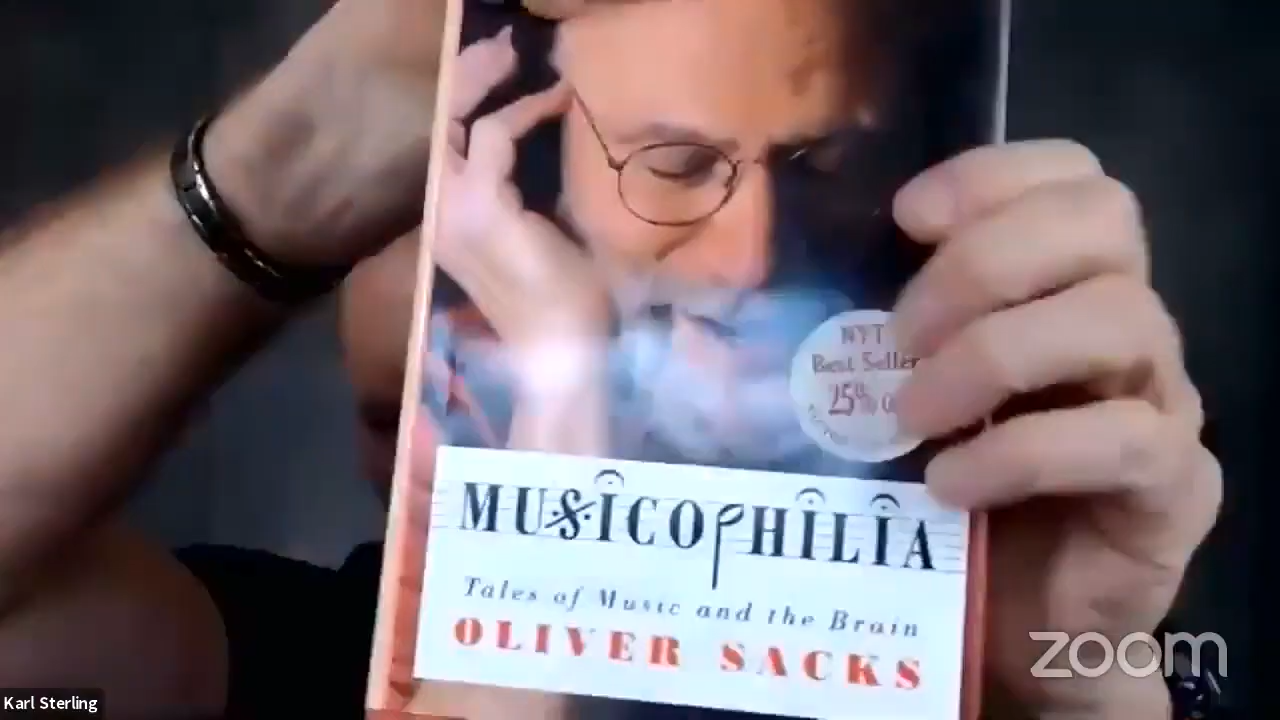 NYT
Best Seller
25%
MUSICOPHILIA
Tales of Music and the Brain
OLIVER SACKS
zoom
Karl Sterling